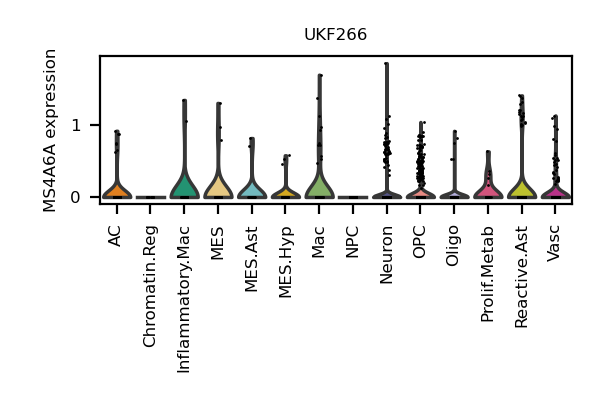 UKF266
MS4A6A expression
1
0
AC
Chromatin.Reg
Inflammatory.Mac
MES
MES.Ast
MES.Hyp
Mac
NPC
Neuron
OPC
Oligo
Prolif.Metab
Reactive.Ast
Vasc